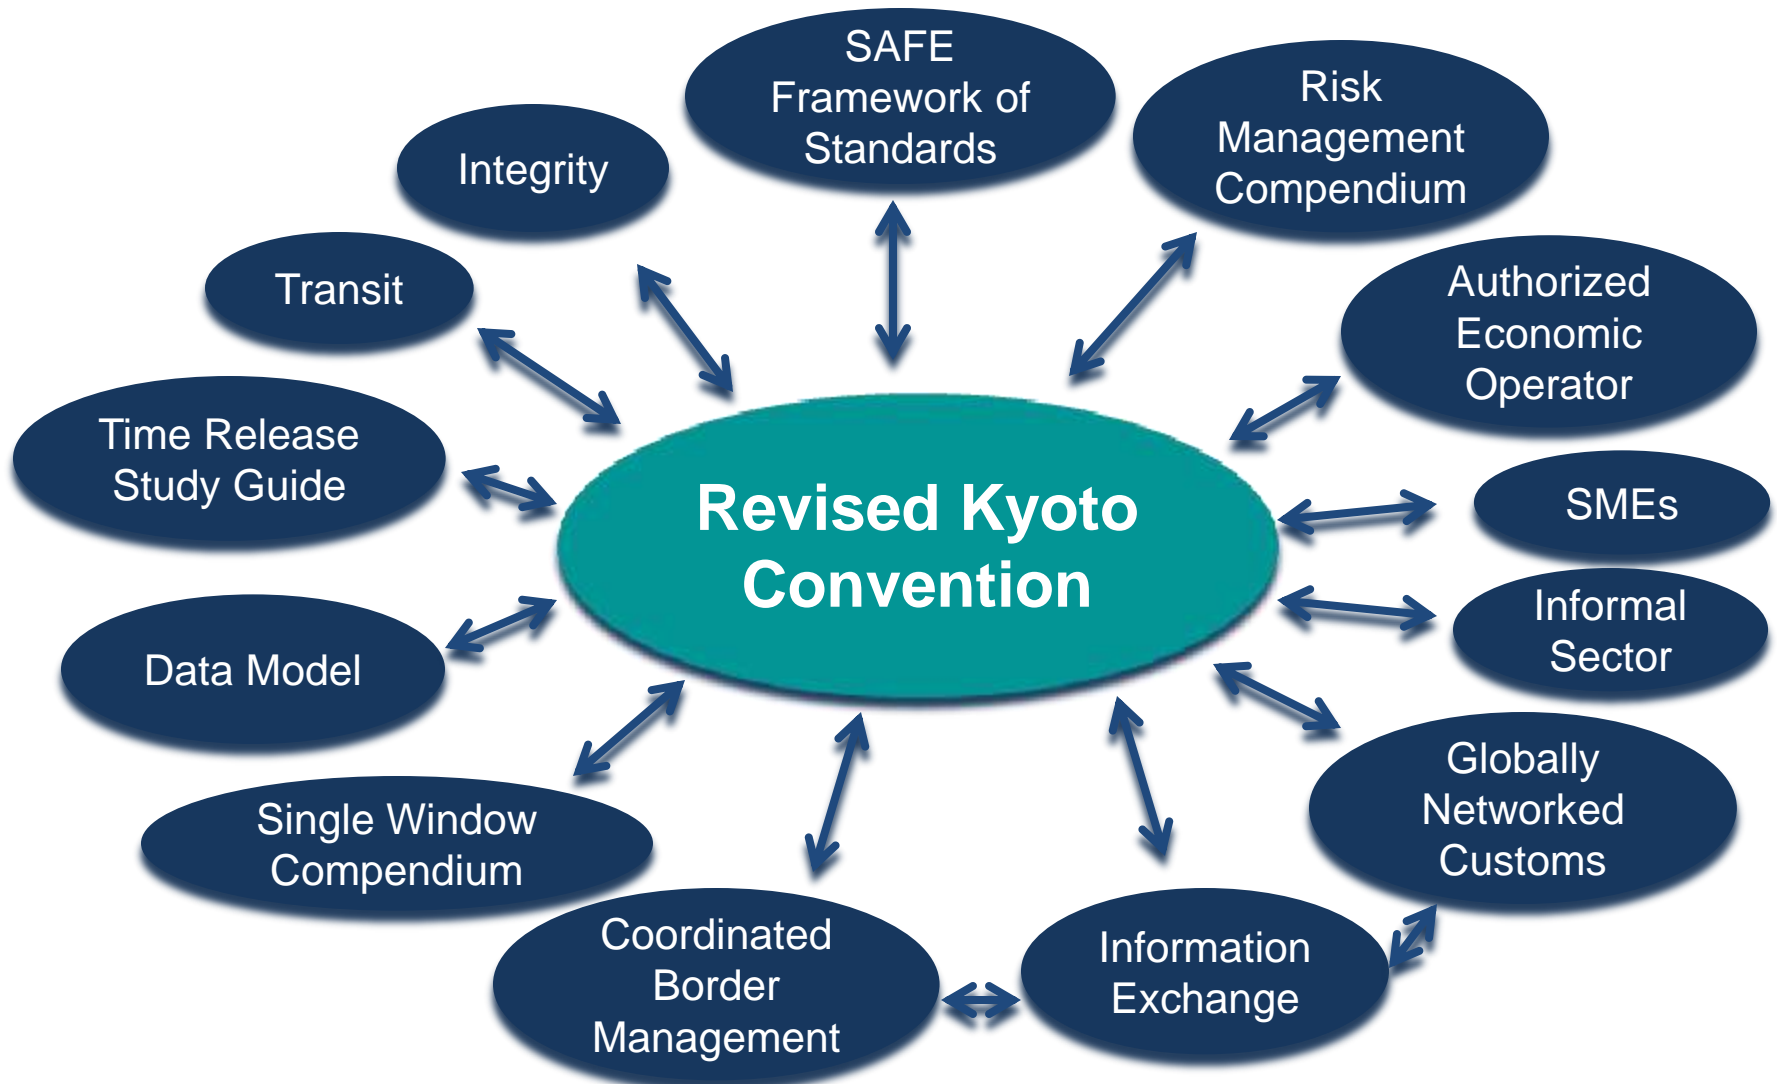 SAFE
Framework of
Standards
Risk
Management
Compendium
Integrity
Authorized
Economic
Operator
Transit
Time Release
Study Guide
Revised Kyoto
Convention
SMEs
Informal
Sector
Data Model
Globally
Networked
Customs
Single Window
Compendium
Coordinated
Border
Management
Information
Exchange